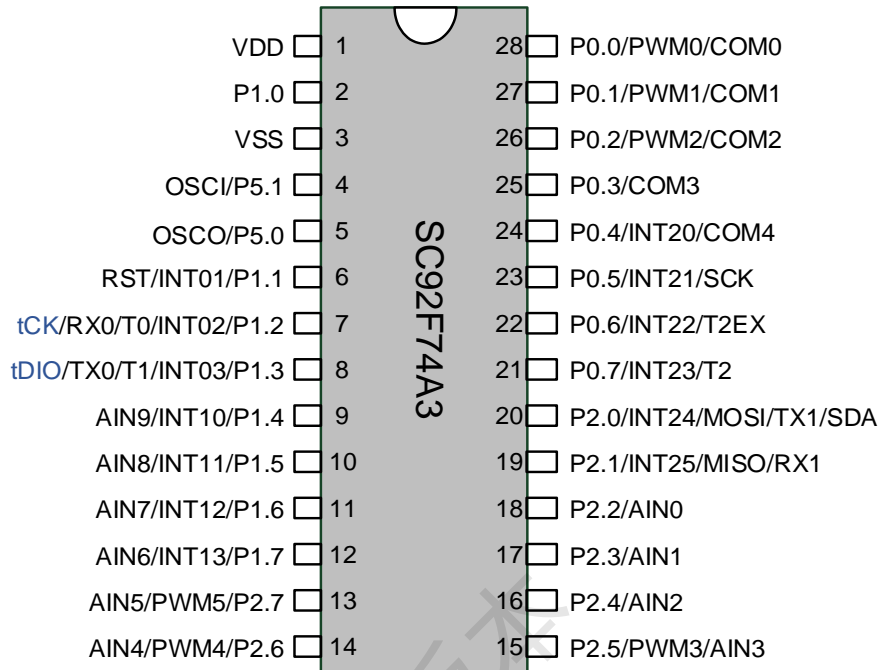 VDD 1 28 P0.0/PWM0/COM0
P1.0 2 27 P0.1/PWM1/COM1
VSS 3 26 P0.2/PWM2/COM2
OSCI/P5.1 4 25 P0.3/COM3
OSCO/P5.0 5 24 P0.4/INT20/COM4
RST/INT01/P1.1 6 23 P0.5/INT21/SCK
tCK/RX0/T0/INT02/P1.2 7 22 P0.6/INT22/T2EX
tDIO/TX0/T1/INT03/P1.3 8 21 P0.7/INT23/T2
AIN9/INT10/P1.4 9 20 P2.0/INT24/MOSI/TX1/SDA
AIN8/INT11/P1.5 10 19 P2.1/INT25/MISO/RX1
AIN7/INT12/P1.6 11 18 P2.2/AIN0
AIN6/INT13/P1.7 12 17 P2.3/AIN1
AIN5/PWM5/P2.7 13 16 P2.4/AIN2
AIN4/PWM4/P2.6 14 15 P2.5/PWM3/AIN3
SC92F74A3
本